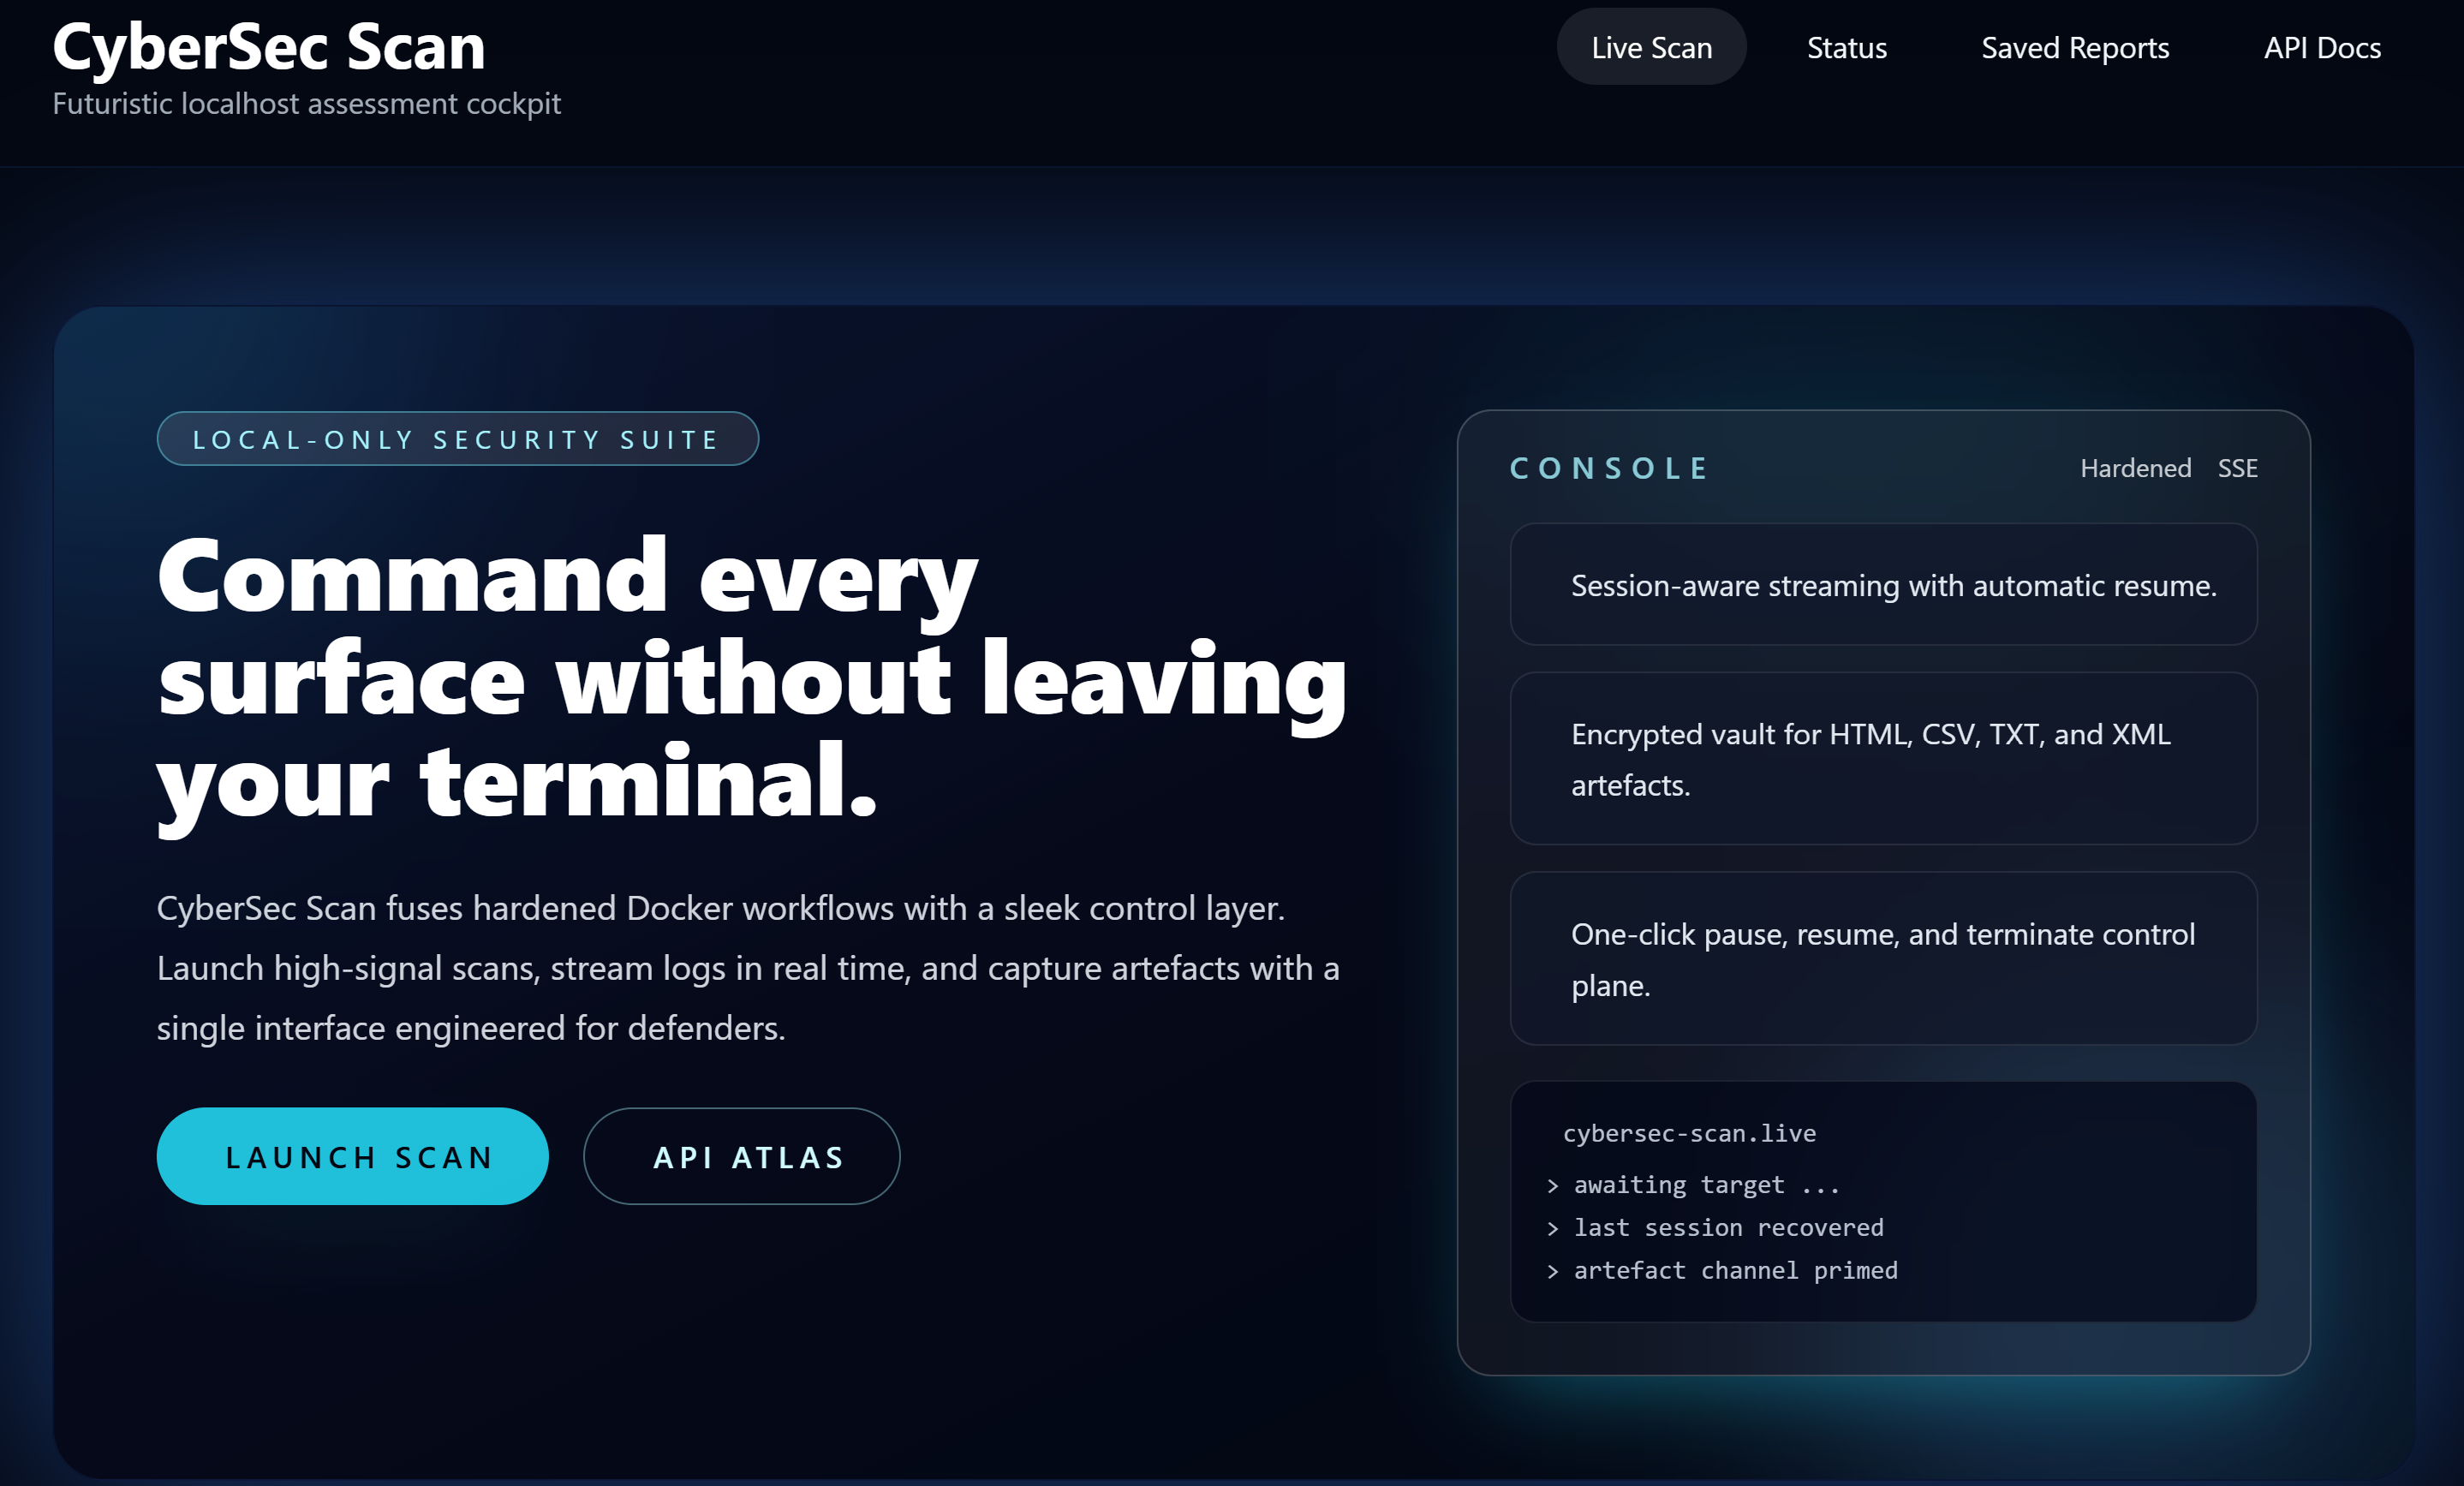 CyberSec Scan
Futuristic localhost assessment cockpit
Live Scan
Status
Saved Reports
API Docs
LOCAL-ONLY SECURITY SUITE
Command every
surface without leaving
your terminal.
CyberSec Scan fuses hardened Docker workflows with a sleek control layer.
Launch high-signal scans, stream logs in real time, and capture artefacts with a
single interface engineered for defenders.
LAUNCH SCAN
API ATLAS
CONSOLE
Hardened SSE
Session-aware streaming with automatic resume.
Encrypted vault for HTML, CSV, TXT, and XML
artefacts.
One-click pause, resume, and terminate control
plane.
cybersec-scan.live
> awaiting target ...
> last session recovered
> artefact channel primed